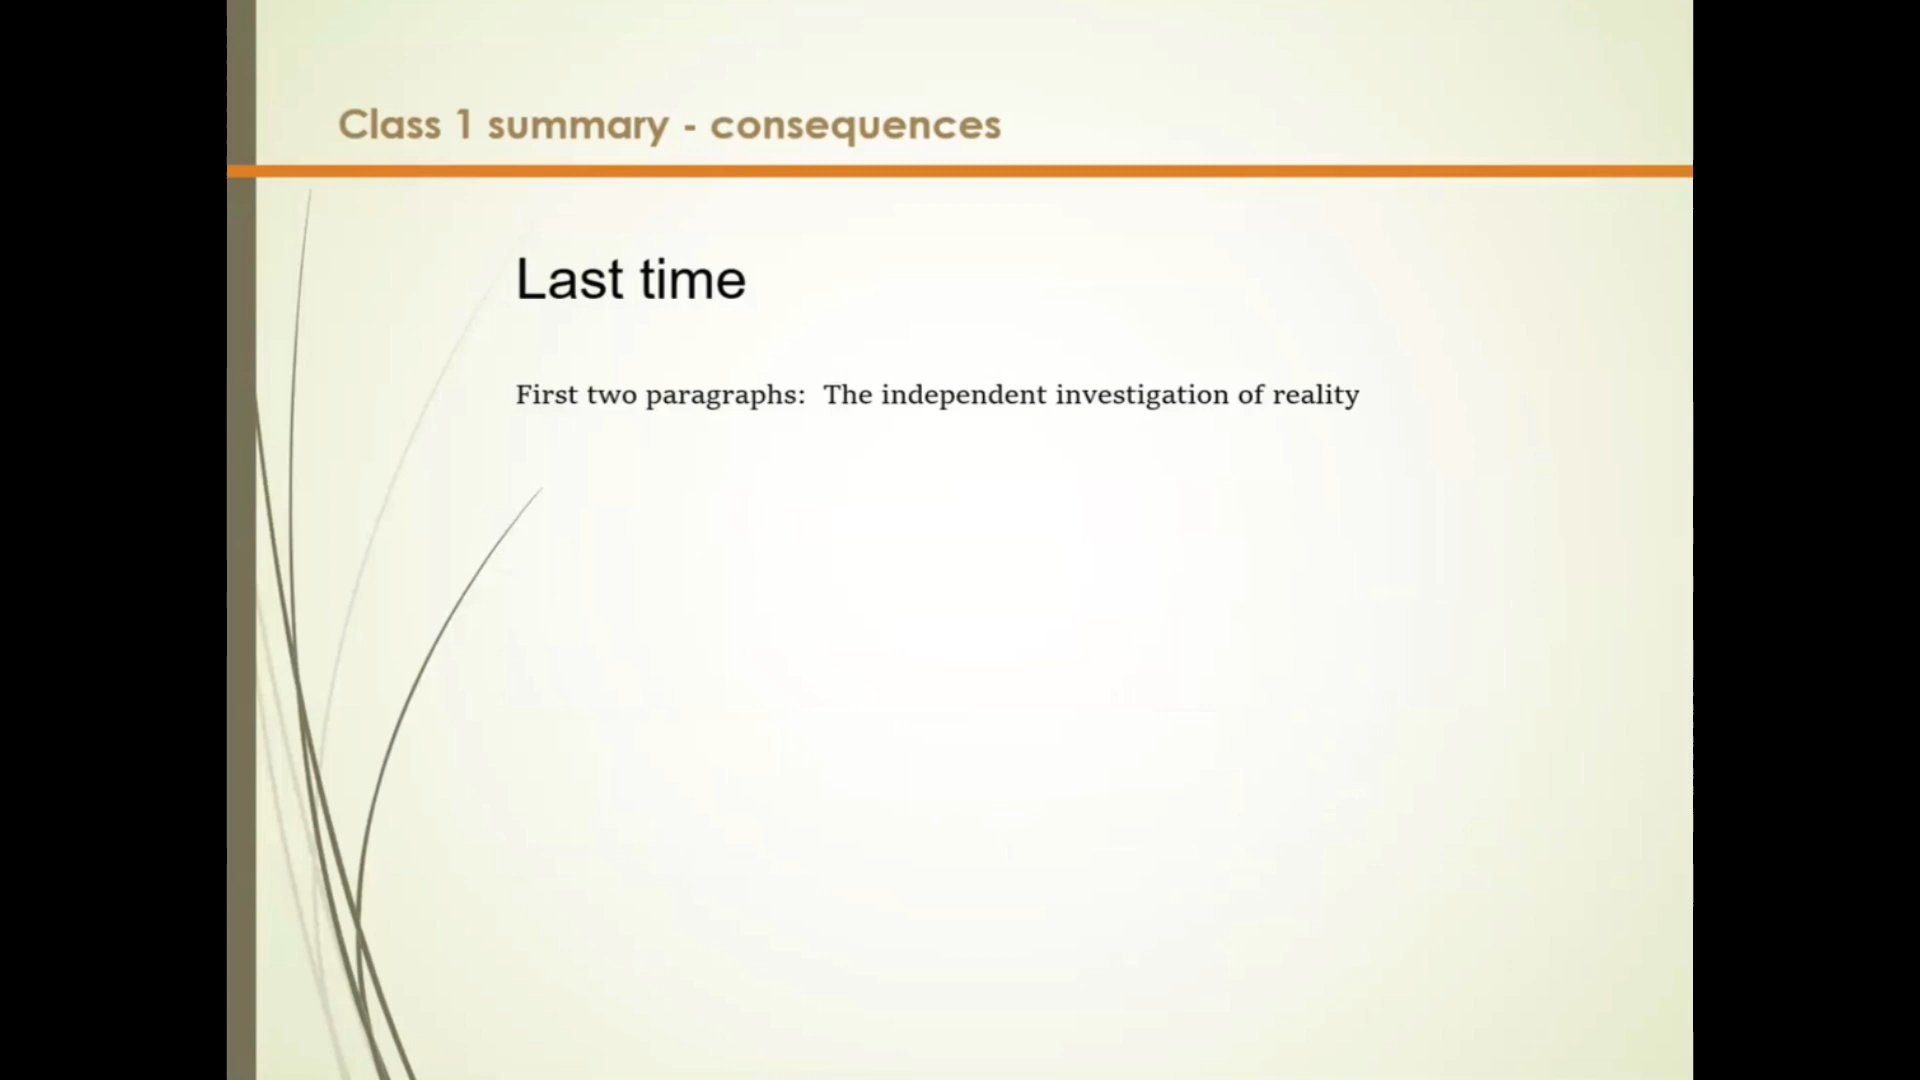 Class 1 summary - consequences
Last time
First two paragraphs:  The independent investigation of reality